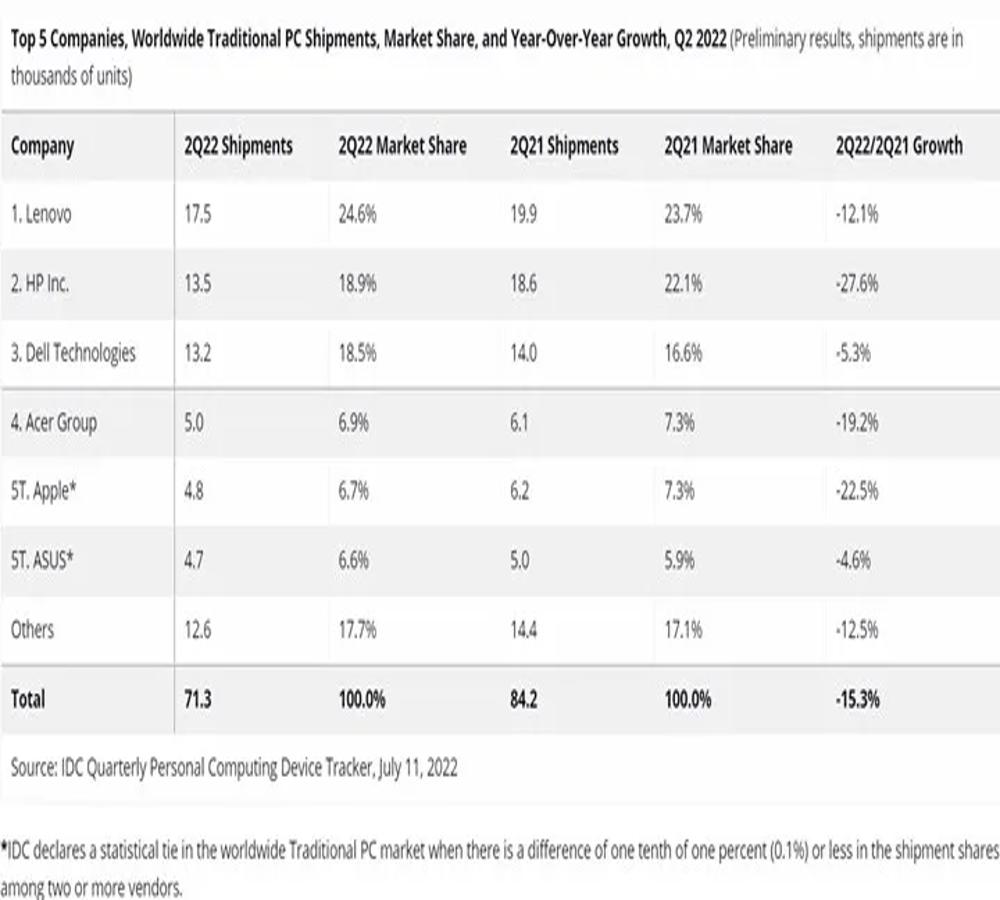 Top 5 Companies, Worldwide Traditional PC Shipments, Market Share, and Year-Over-Year Growth, Q2 2022 (Preliminary results, shipments are in
thousands of units)
Company 2Q22 Shipments 2Q22 Market Share 2Q21 Shipments 2Q21 Market Share 2Q22/2Q21 Growth
1. Lenovo 17.5 24.6% 19.9 23.7% -12.1%
2. HP Inc. 13.5 18.9% 18.6 22.1% -27.6%
3. Dell Technologies 13.2 18.5% 14.0 16.6% -5.3%
4. Acer Group 5.0 6.9% 6.1 7.3% -19.2%
5T. Apple* 4.8 6.7% 6.2 7.3% -22.5%
5T. ASUS* 4.7 6.6% 5.0 5.9% -4.6%
Others 12.6 17.7% 14.4 17.1% -12.5%
Total 71.3 100.0% 84.2 100.0% -15.3%
Source: IDC Quarterly Personal Computing Device Tracker, July 11, 2022
*IDC declares a statistical tie in the worldwide Traditional PC market when there is a difference of one tenth of one percent (0.1%) or less in the shipment shares
among two or more vendors.